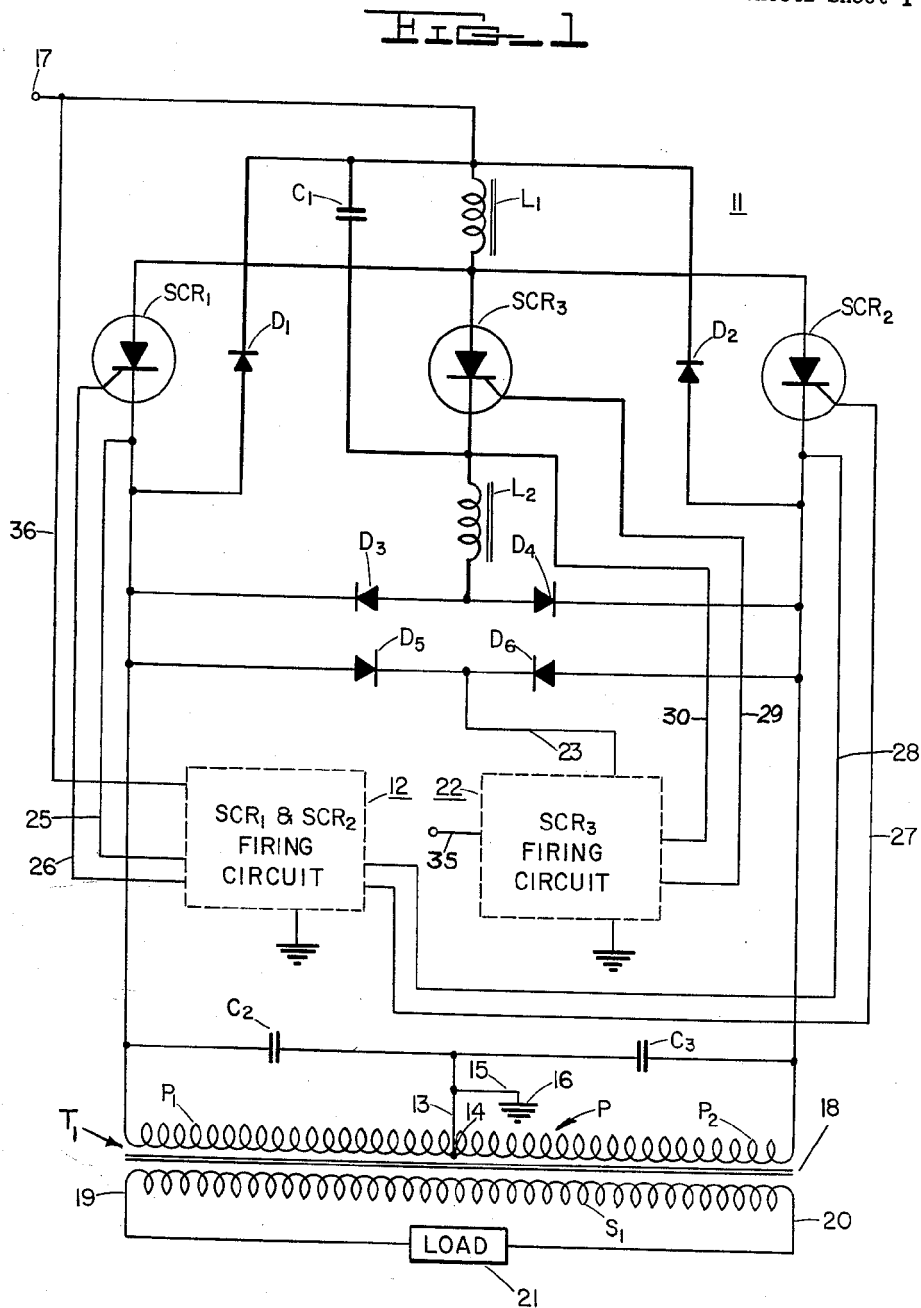 Sheet 1
FIG_1
17
C1
L1
11
SCR1
SCR3
SCR2
D1
D2
L2
36
D3
D4
D5
D6
30
29
23
28
25
12
22
27
26
SCR1 & SCR2
FIRING
CIRCUIT
35
SCR3
FIRING
CIRCUIT
C2
C3
15
16
13
14
P1
P
P2
18
T1
19
S1
20
LOAD
21